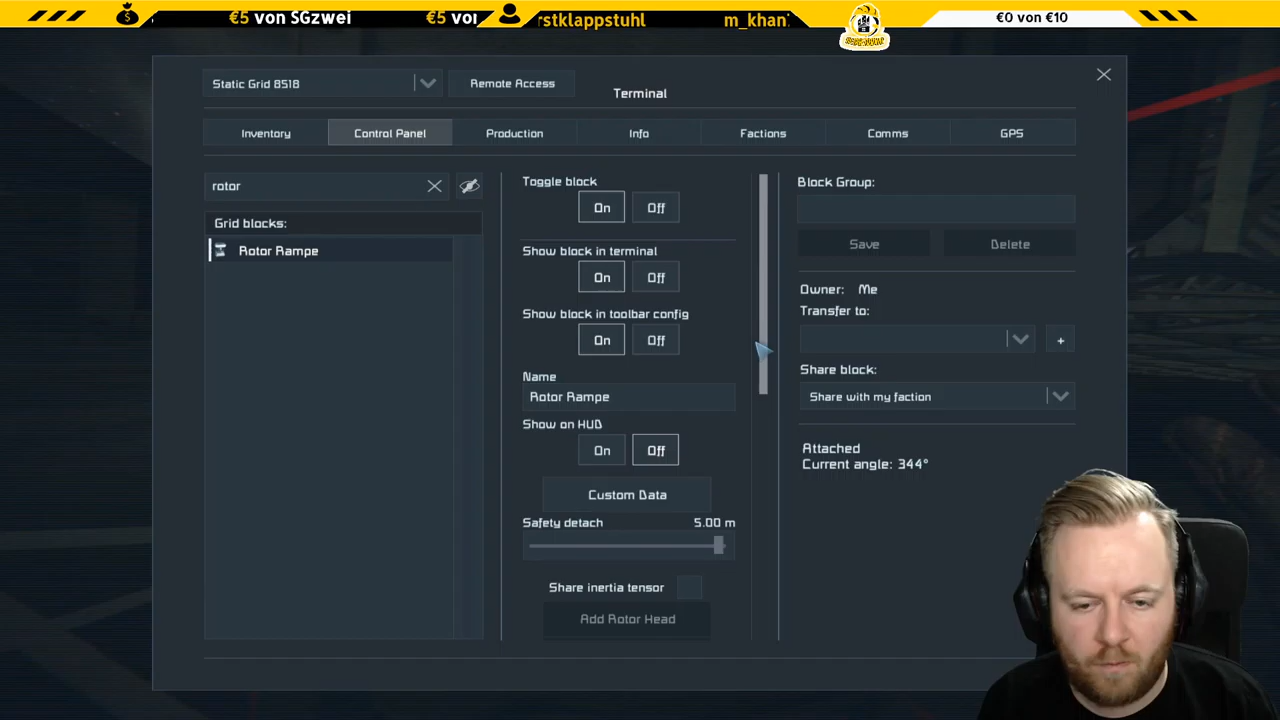 €5 von SGzwei €5 vor rstklappstuhl m_khan €0 von €10
Static Grid 8518
Remote Access
Terminal
Inventory Control Panel Production Info Factions Comms GPS
rotor
Grid blocks:
Rotor Rampe
Toggle block
On Off
Show block in terminal
On Off
Show block in toolbar config
On Off
Name
Rotor Rampe
Show on HUD
On Off
Custom Data
Safety detach 5.00 m
Share inertia tensor
Add Rotor Head
Block Group:
Save Delete
Owner: Me
Transfer to:
+
Share block:
Share with my faction
Attached
Current angle: 344°